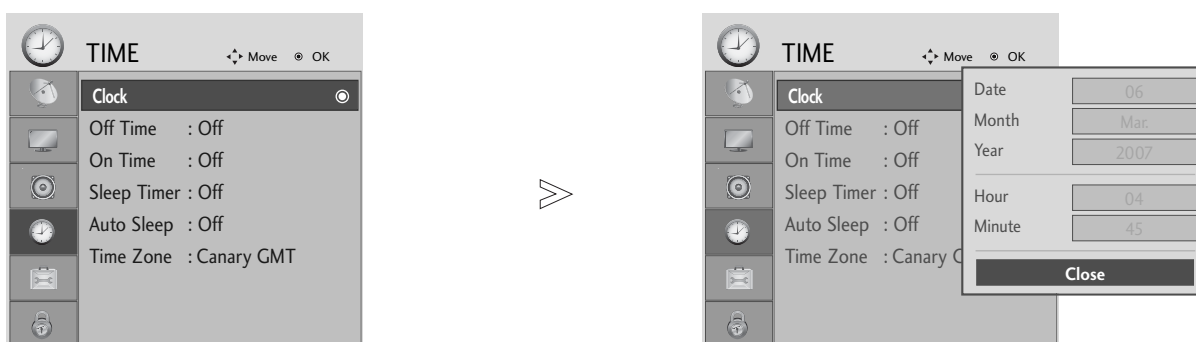 TIME
Move OK
Clock
Off Time : Off
On Time : Off
Sleep Timer : Off
Auto Sleep : Off
Time Zone : Canary GMT
TIME
Move OK
Clock
Off Time : Off
On Time : Off
Sleep Timer : Off
Auto Sleep : Off
Time Zone : Canary G
Date 06
Month Mar.
Year 2007
Hour 04
Minute 45
Close